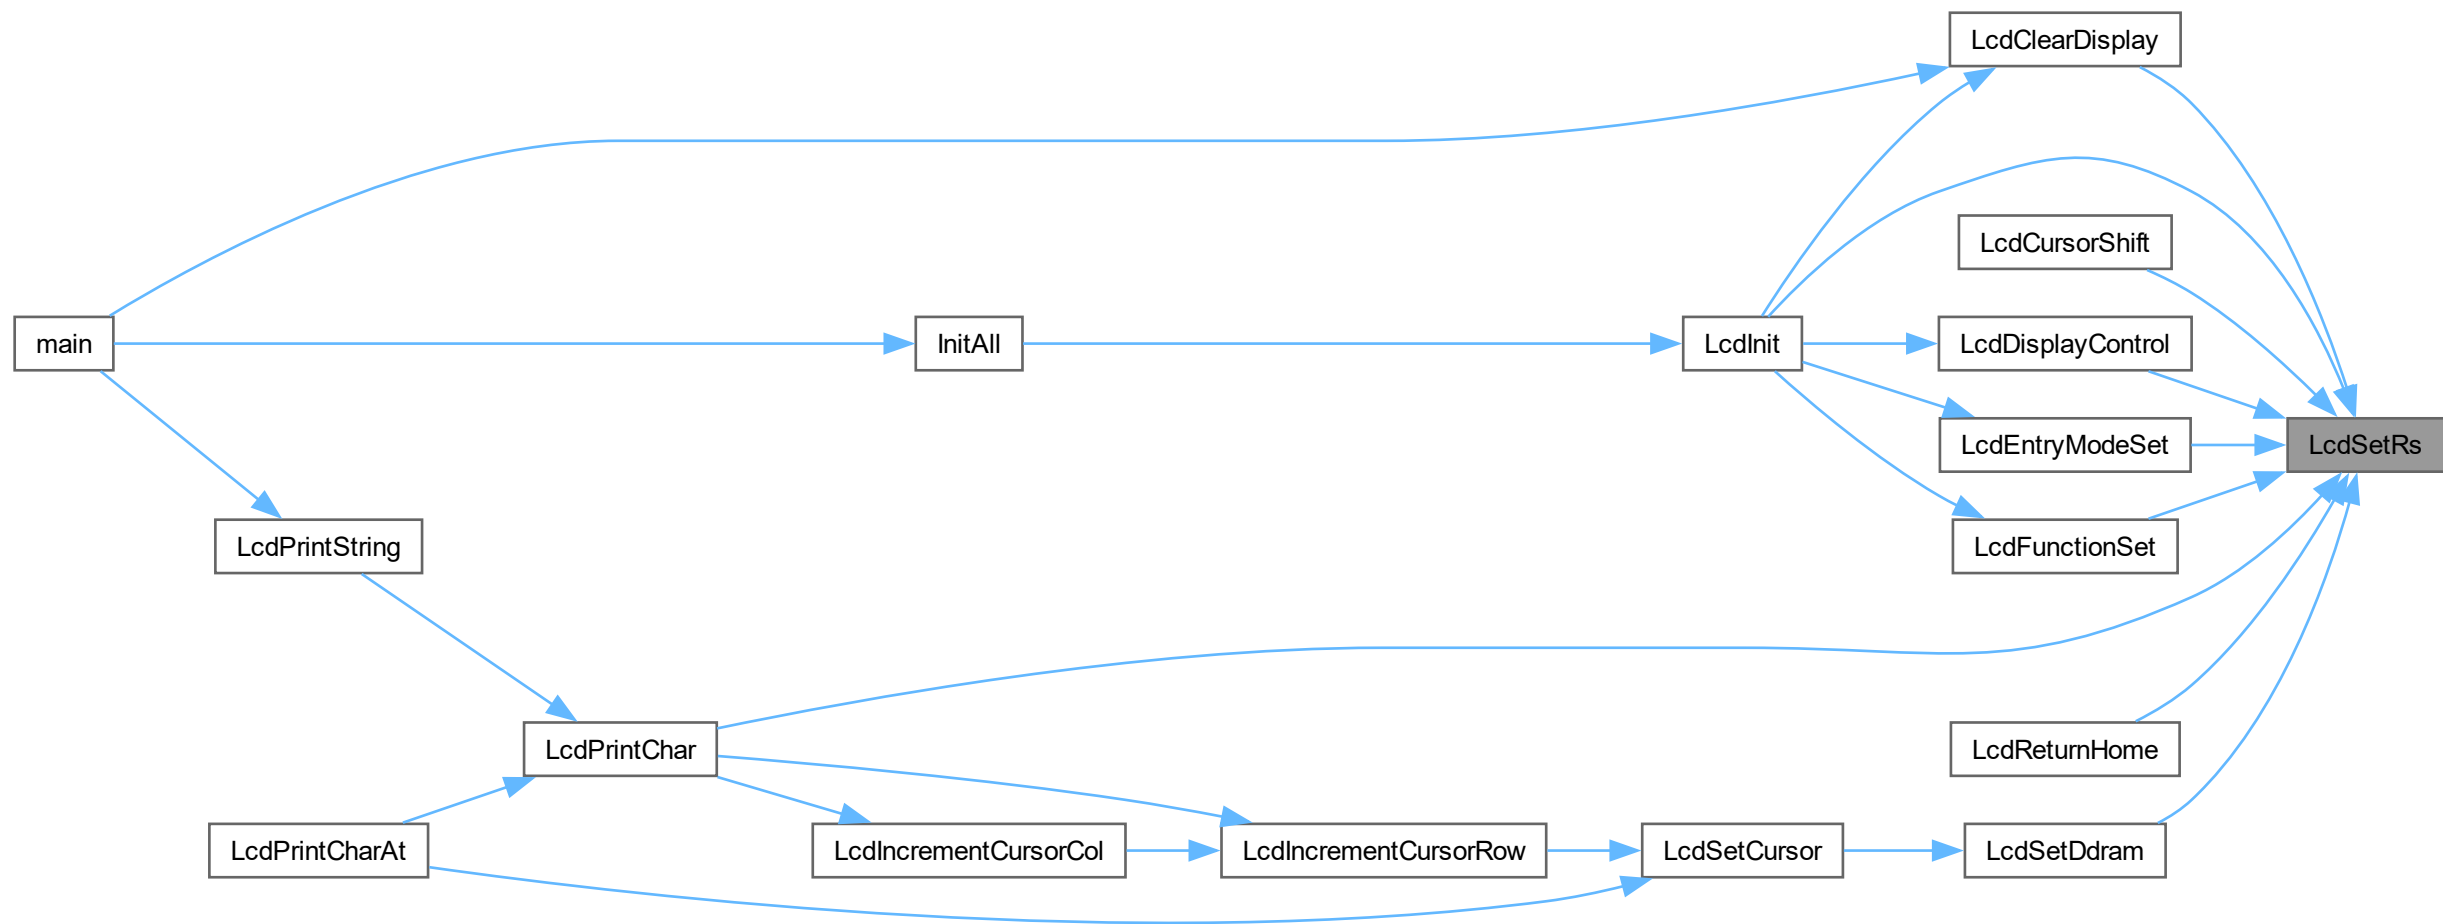 LcdClearDisplay
LcdCursorShift
main
InitAll
LcdInit
LcdDisplayControl
LcdEntryModeSet
LcdSetRs
LcdPrintString
LcdFunctionSet
LcdPrintChar
LcdReturnHome
LcdPrintCharAt
LcdIncrementCursorCol
LcdIncrementCursorRow
LcdSetCursor
LcdSetDdram